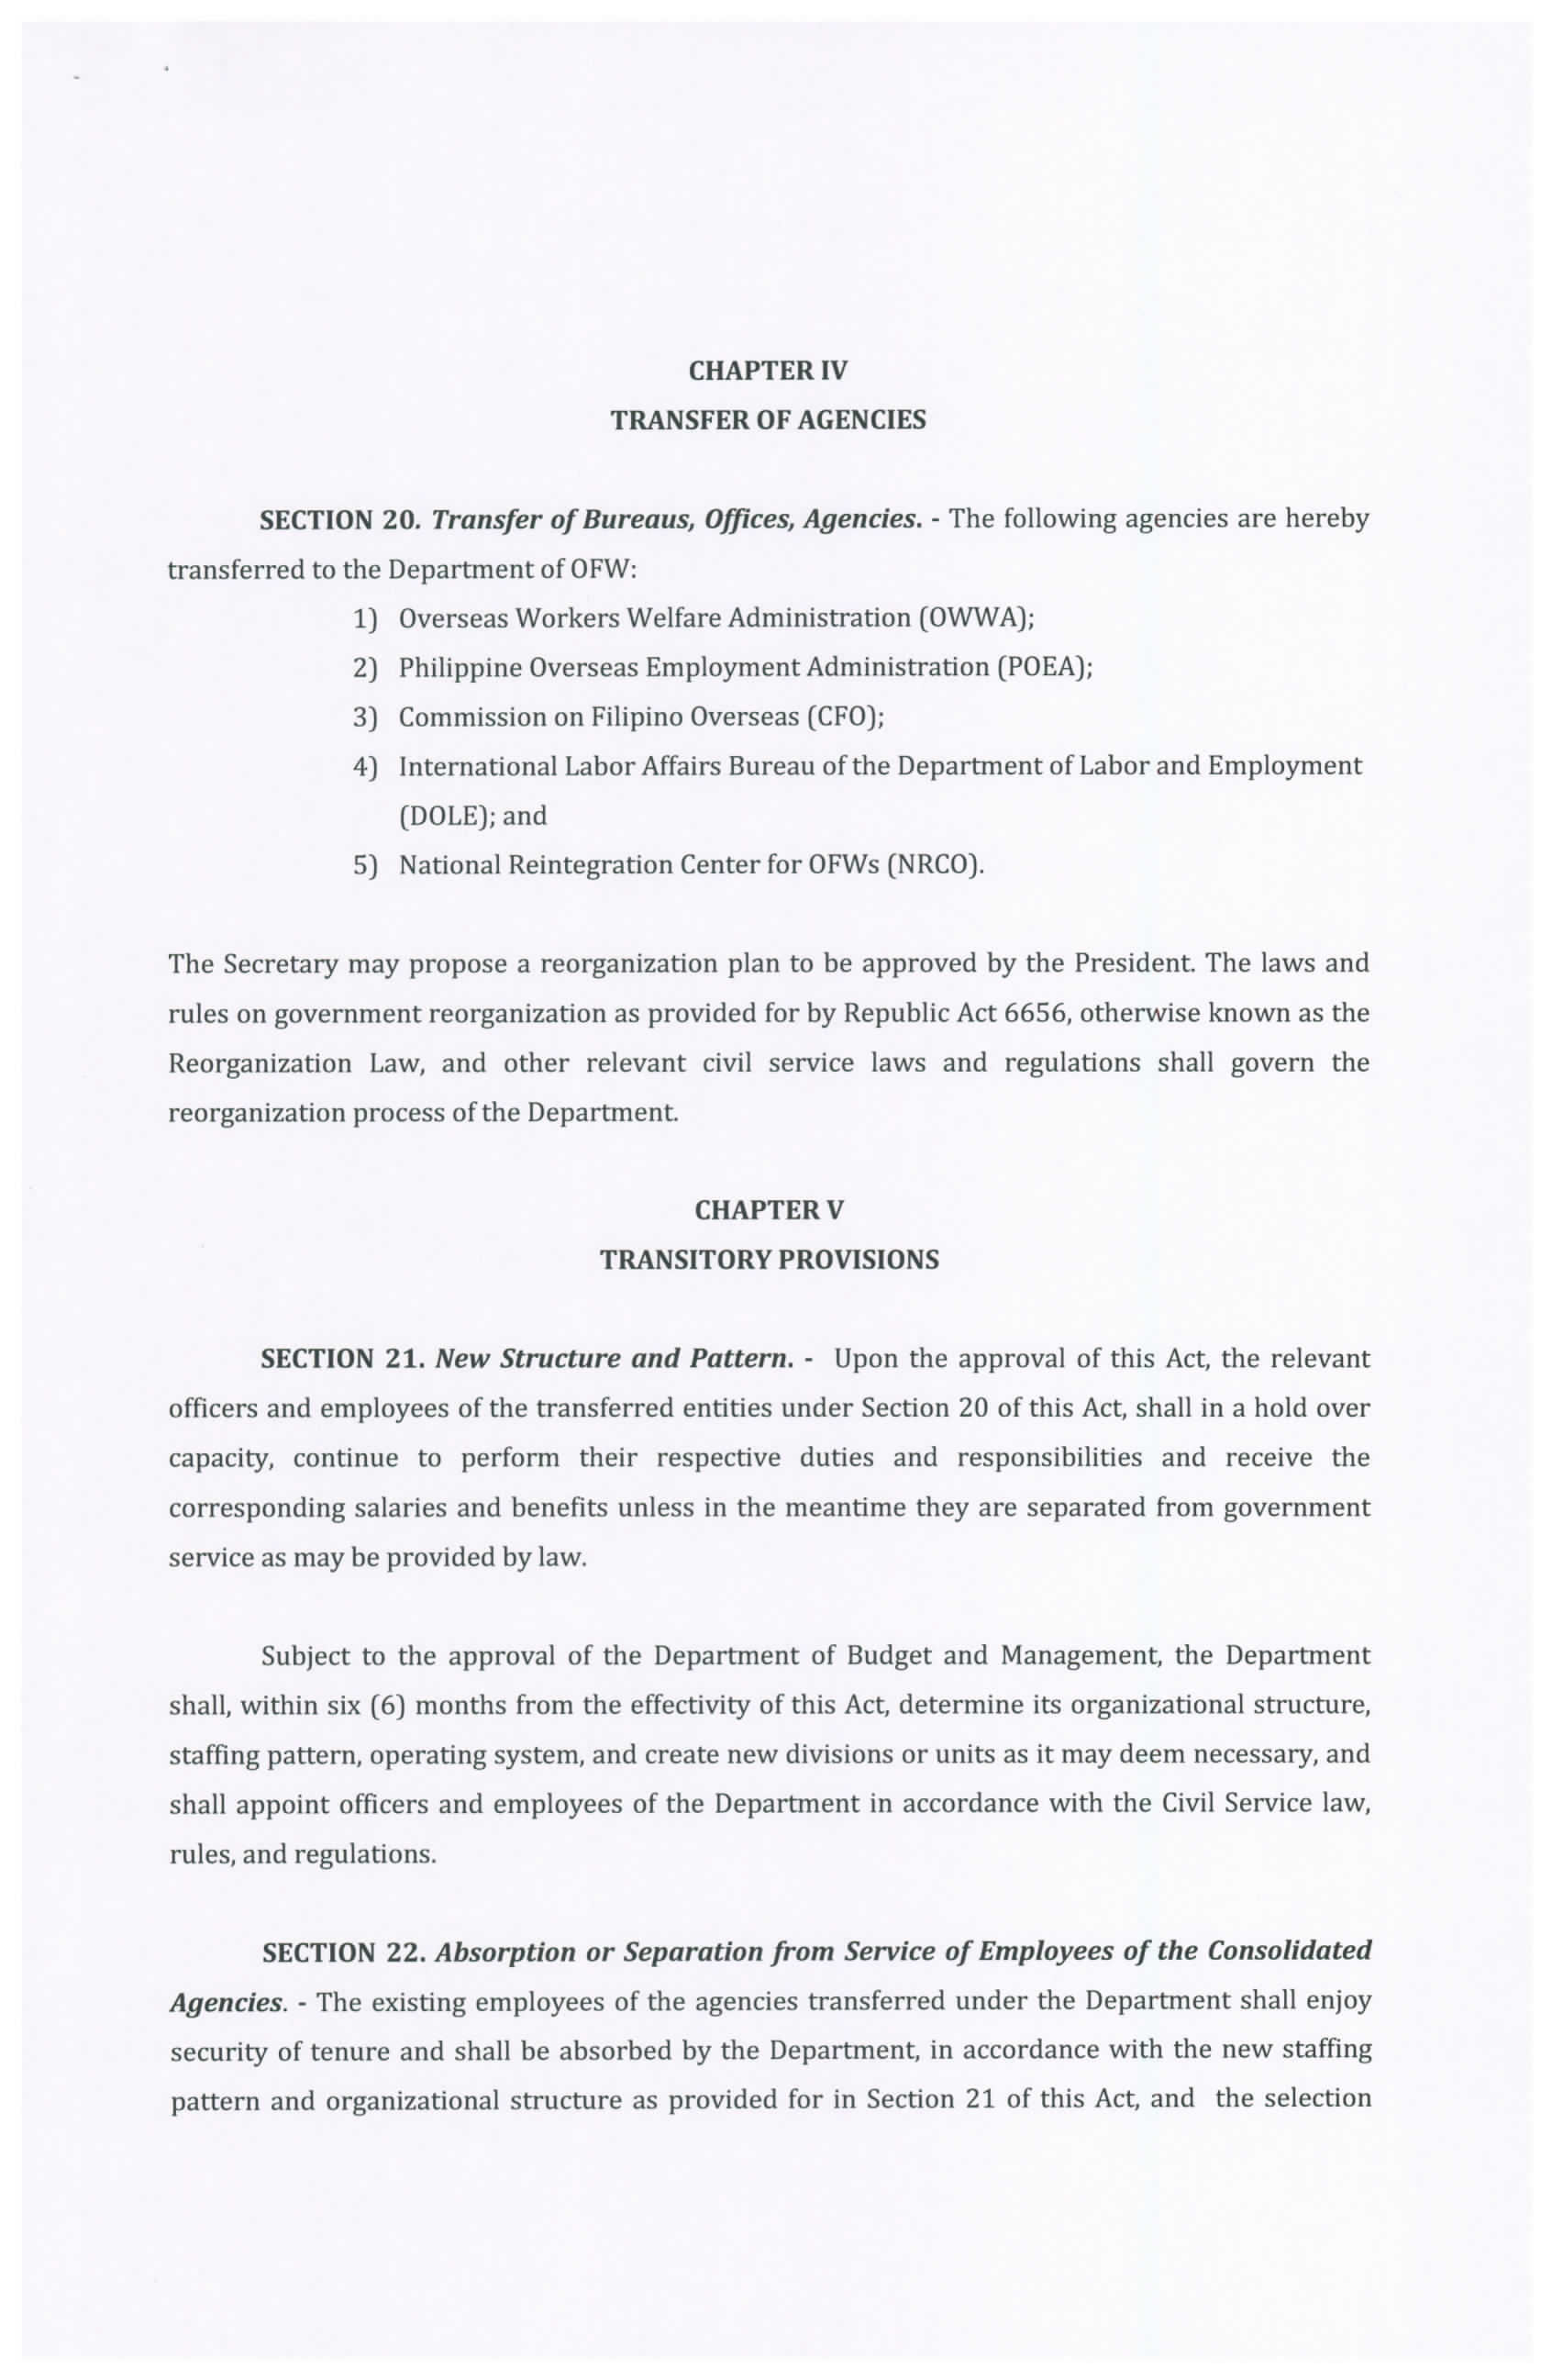 CHAPTER IV
TRANSFER OF AGENCIES
SECTION 20. Transfer of Bureaus, Offices, Agencies. - The following agencies are hereby
transferred to the Department of OFW:
1) Overseas Workers Welfare Administration (OWWA);
2) Philippine Overseas Employment Administration (POEA);
3) Commission on Filipino Overseas (CFO);
4) International Labor Affairs Bureau of the Department of Labor and Employment
(DOLE); and
5) National Reintegration Center for OFWs (NRCO).
The Secretary may propose a reorganization plan to be approved by the President. The laws and
rules on government reorganization as provided for by Republic Act 6656, otherwise known as the
Reorganization Law, and other relevant civil service laws and regulations shall govern the
reorganization process of the Department.
CHAPTER V
TRANSITORY PROVISIONS
SECTION 21. New Structure and Pattern. - Upon the approval of this Act, the relevant
officers and employees of the transferred entities under Section 20 of this Act, shall in a hold over
capacity, continue to perform their respective duties and responsibilities and receive the
corresponding salaries and benefits unless in the meantime they are separated from government
service as may be provided by law.
Subject to the approval of the Department of Budget and Management, the Department
shall, within six (6) months from the effectivity of this Act, determine its organizational structure,
staffing pattern, operating system, and create new divisions or units as it may deem necessary, and
shall appoint officers and employees of the Department in accordance with the Civil Service law,
rules, and regulations.
SECTION 22. Absorption or Separation from Service of Employees of the Consolidated
Agencies. - The existing employees of the agencies transferred under the Department shall enjoy
security of tenure and shall be absorbed by the Department, in accordance with the new staffing
pattern and organizational structure as provided for in Section 21 of this Act, and the selection